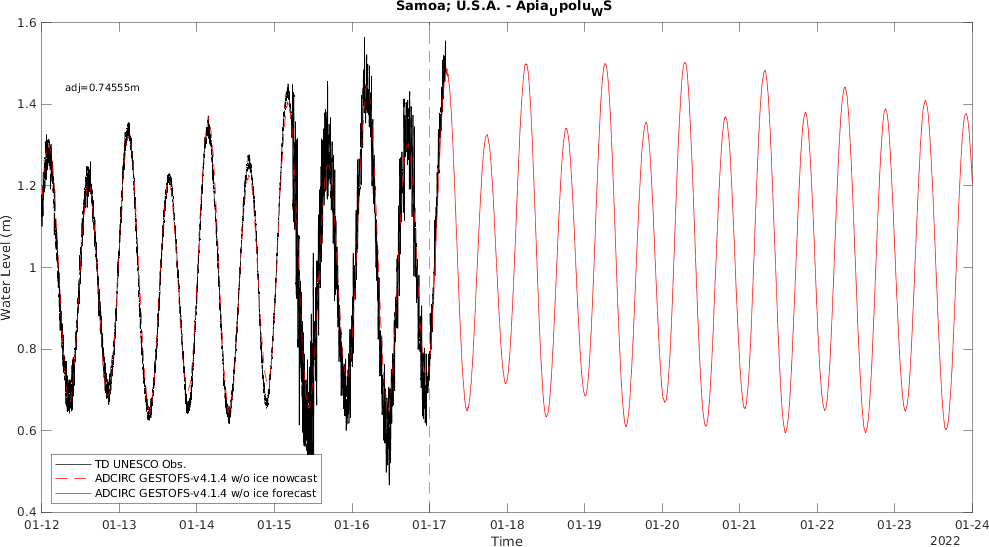 Samoa; U.S.A. - Apia_Upolu_WS
1.6
1.4
1.2
1
0.8
0.6
0.4
Water Level (m)
adj=0.74555m
TD UNESCO Obs.
ADCIRC GESTOFS-v4.1.4 w/o ice nowcast
ADCIRC GESTOFS-v4.1.4 w/o ice forecast
01-12 01-13 01-14 01-15 01-16 01-17 01-18 01-19 01-20 01-21 01-22 01-23 01-24
Time
2022